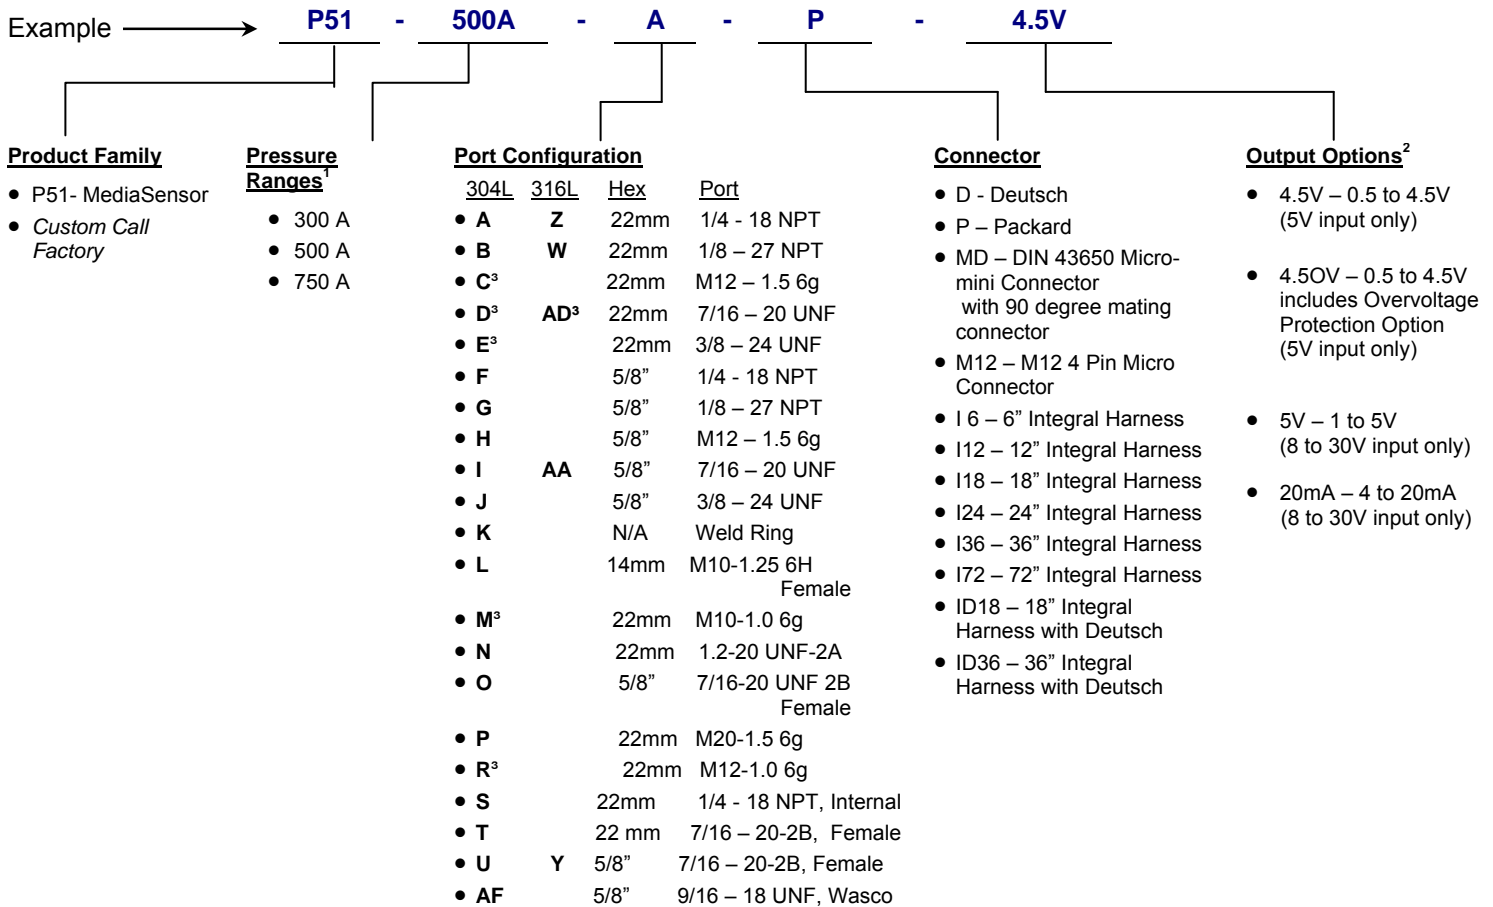 Example P51 - 500A - A - P - 4.5V
Product Family
• P51- MediaSensor
• Custom Call
Factory
Pressure
Ranges¹
• 300 A
• 500 A
• 750 A
Port Configuration
304L 316L Hex Port
• A Z 22mm 1/4 - 18 NPT
• B W 22mm 1/8 – 27 NPT
• C³ 22mm M12 – 1.5 6g
• D³ AD³ 22mm 7/16 – 20 UNF
• E³ 22mm 3/8 – 24 UNF
• F 5/8” 1/4 - 18 NPT
• G 5/8” 1/8 – 27 NPT
• H 5/8” M12 – 1.5 6g
• I AA 5/8” 7/16 – 20 UNF
• J 5/8” 3/8 – 24 UNF
• K N/A Weld Ring
• L 14mm M10-1.25 6H
Female
• M³ 22mm M10-1.0 6g
• N 22mm 1.2-20 UNF-2A
• O 5/8” 7/16-20 UNF 2B
Female
• P 22mm M20-1.5 6g
• R³ 22mm M12-1.0 6g
• S 22mm 1/4 - 18 NPT, Internal
• T 22 mm 7/16 – 20-2B, Female
• U Y 5/8” 7/16 – 20-2B, Female
• AF 5/8” 9/16 – 18 UNF, Wasco
Connector
• D - Deutsch
• P – Packard
• MD – DIN 43650 Micro-
mini Connector
with 90 degree mating
connector
• M12 – M12 4 Pin Micro
Connector
• I 6 – 6” Integral Harness
• I12 – 12” Integral Harness
• I18 – 18” Integral Harness
• I24 – 24” Integral Harness
• I36 – 36” Integral Harness
• I72 – 72” Integral Harness
• ID18 – 18” Integral
Harness with Deutsch
• ID36 – 36” Integral
Harness with Deutsch
Output Options²
• 4.5V – 0.5 to 4.5V
(5V input only)
• 4.5OV – 0.5 to 4.5V
includes Overvoltage
Protection Option
(5V input only)
• 5V – 1 to 5V
(8 to 30V input only)
• 20mA – 4 to 20mA
(8 to 30V input only)